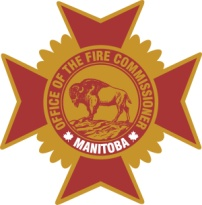 OFFICE OF THE FIRE COMMISSIONER
MANITOBA